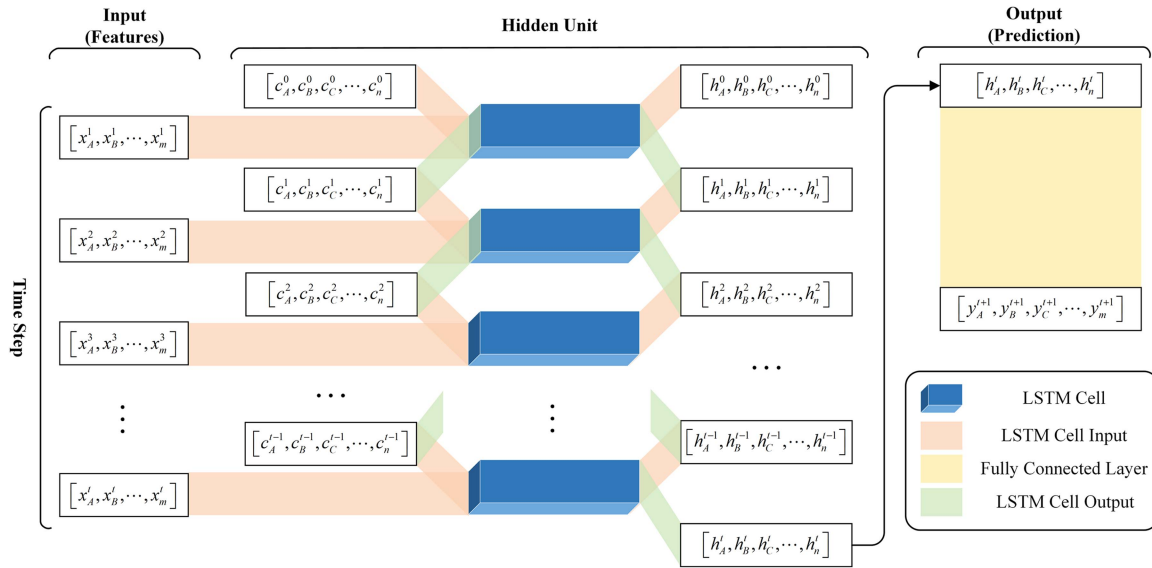 Input
(Features)
Hidden Unit
Output
(Prediction)
Time Step
[x_A^1, x_B^1, ⋯, x_m^1]
[x_A^2, x_B^2, ⋯, x_m^2]
[x_A^3, x_B^3, ⋯, x_m^3]
⋮
[x_A^t, x_B^t, ⋯, x_m^t]
[c_A^0, c_B^0, c_C^0, ⋯, c_n^0]
[c_A^1, c_B^1, c_C^1, ⋯, c_n^1]
[c_A^2, c_B^2, c_C^2, ⋯, c_n^2]
⋯
[c_A^{t-1}, c_B^{t-1}, c_C^{t-1}, ⋯, c_n^{t-1}]
⋮
[h_A^0, h_B^0, h_C^0, ⋯, h_n^0]
[h_A^1, h_B^1, h_C^1, ⋯, h_n^1]
[h_A^2, h_B^2, h_C^2, ⋯, h_n^2]
⋯
[h_A^{t-1}, h_B^{t-1}, h_C^{t-1}, ⋯, h_n^{t-1}]
[h_A^t, h_B^t, h_C^t, ⋯, h_n^t]
[h_A^t, h_B^t, h_C^t, ⋯, h_n^t]
[y_A^{t+1}, y_B^{t+1}, y_C^{t+1}, ⋯, y_m^{t+1}]
LSTM Cell
LSTM Cell Input
Fully Connected Layer
LSTM Cell Output